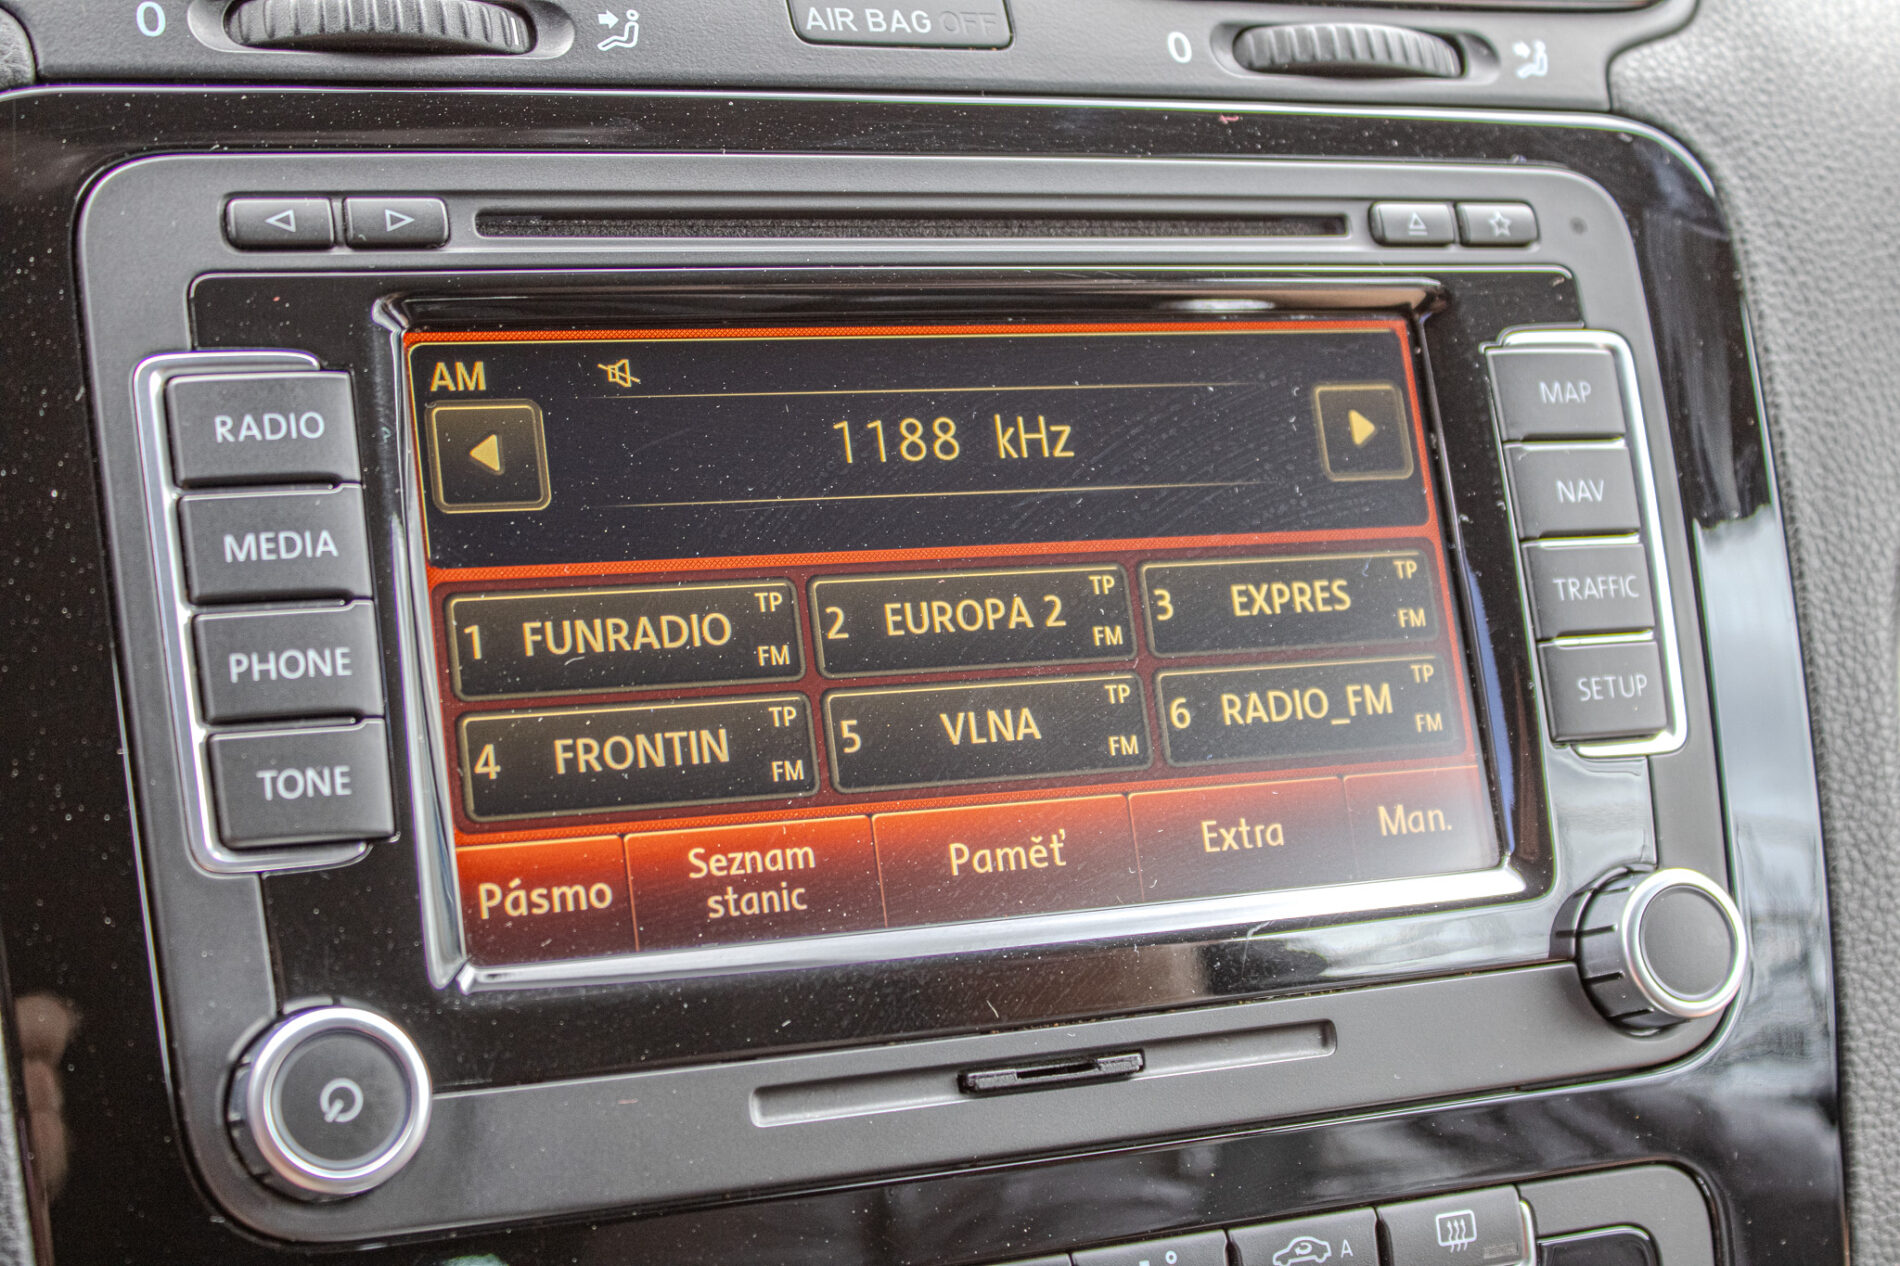 0
AIR BAG OFF
0
RADIO
MEDIA
PHONE
TONE
AM
1188 kHz
1 FUNRADIO TP FM
2 EUROPA 2 TP FM
3 EXPRES TP FM
4 FRONTIN TP FM
5 VLNA TP FM
6 RADIO_FM TP FM
Pásmo
Seznam
stanic
Paměť
Extra
Man.
MAP
NAV
TRAFFIC
SETUP
A